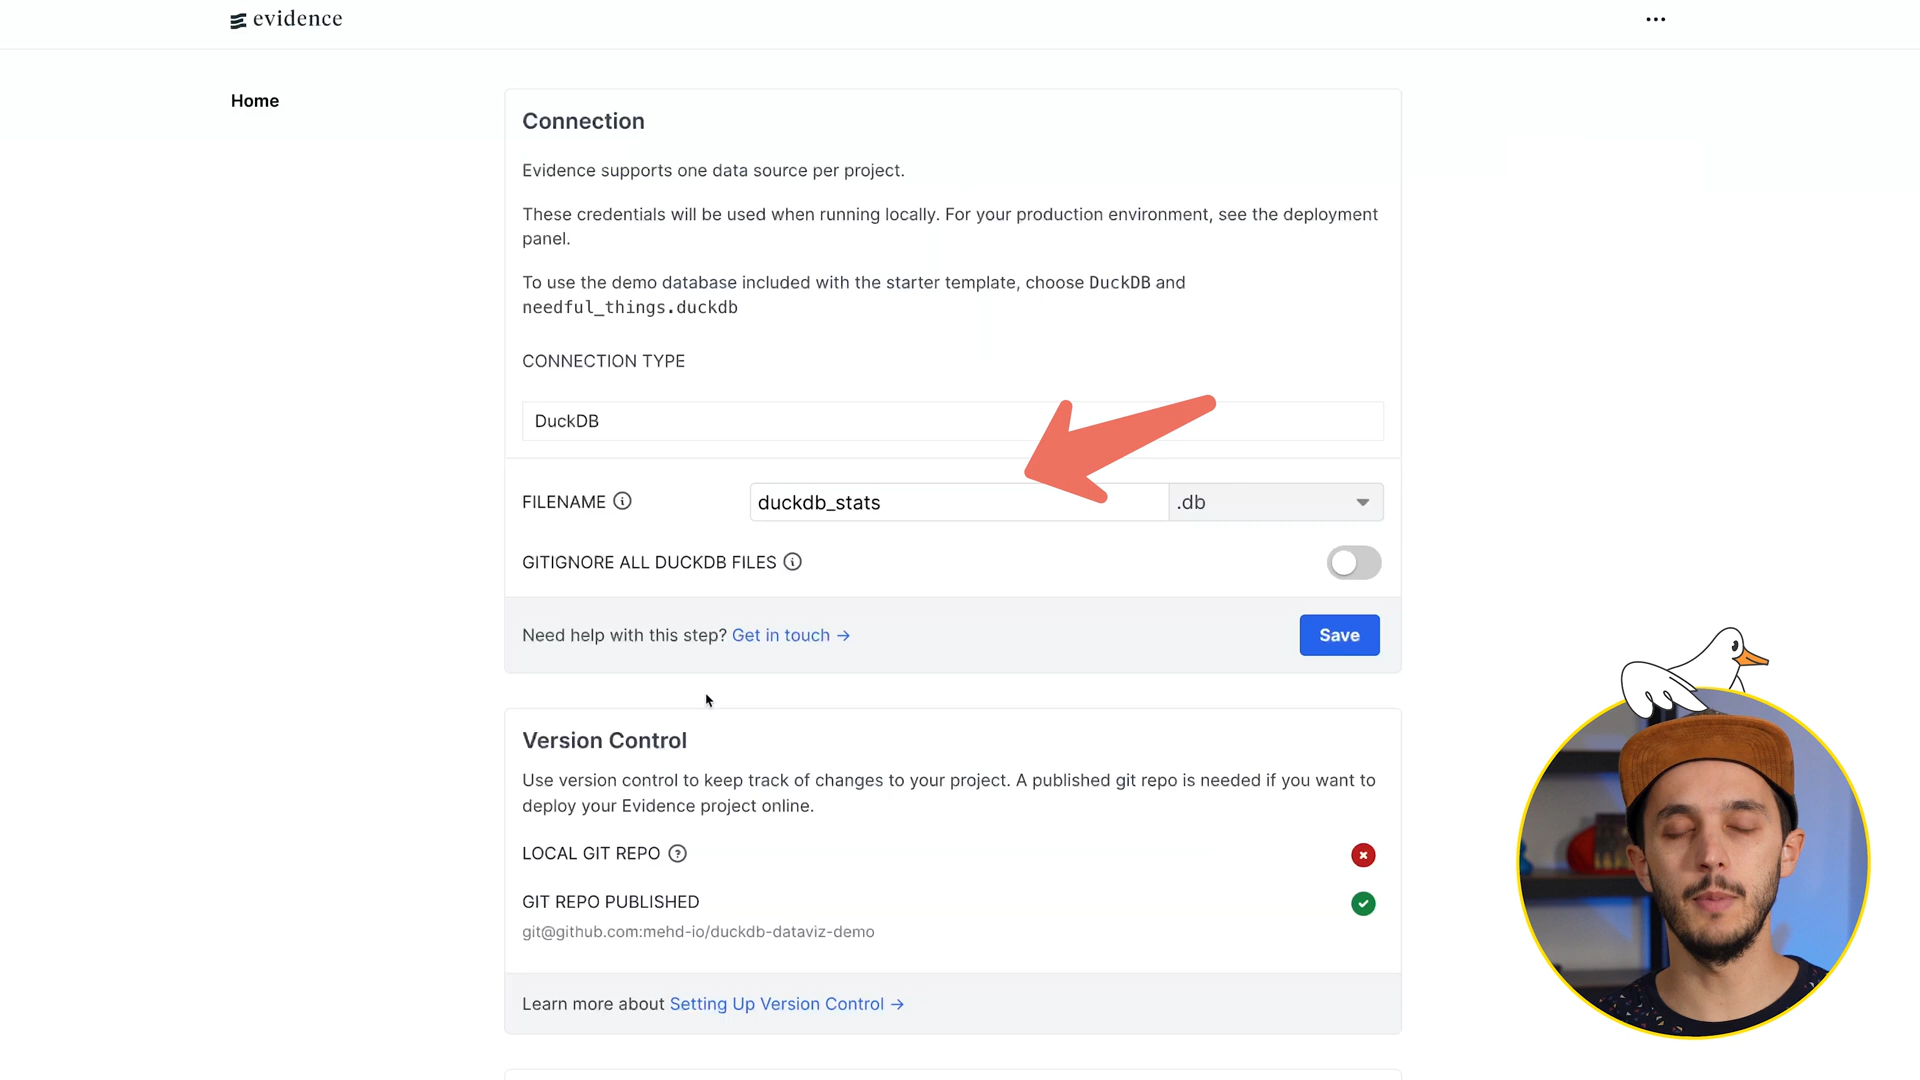 evidence
Home
Connection
Evidence supports one data source per project.
These credentials will be used when running locally. For your production environment, see the deployment
panel.
To use the demo database included with the starter template, choose DuckDB and
needful_things.duckdb
CONNECTION TYPE
DuckDB
FILENAME
duckdb_stats
.db
GITIGNORE ALL DUCKDB FILES
Need help with this step? Get in touch →
Save
Version Control
Use version control to keep track of changes to your project. A published git repo is needed if you want to
deploy your Evidence project online.
LOCAL GIT REPO
GIT REPO PUBLISHED
git@github.com:mehd-io/duckdb-dataviz-demo
Learn more about Setting Up Version Control →